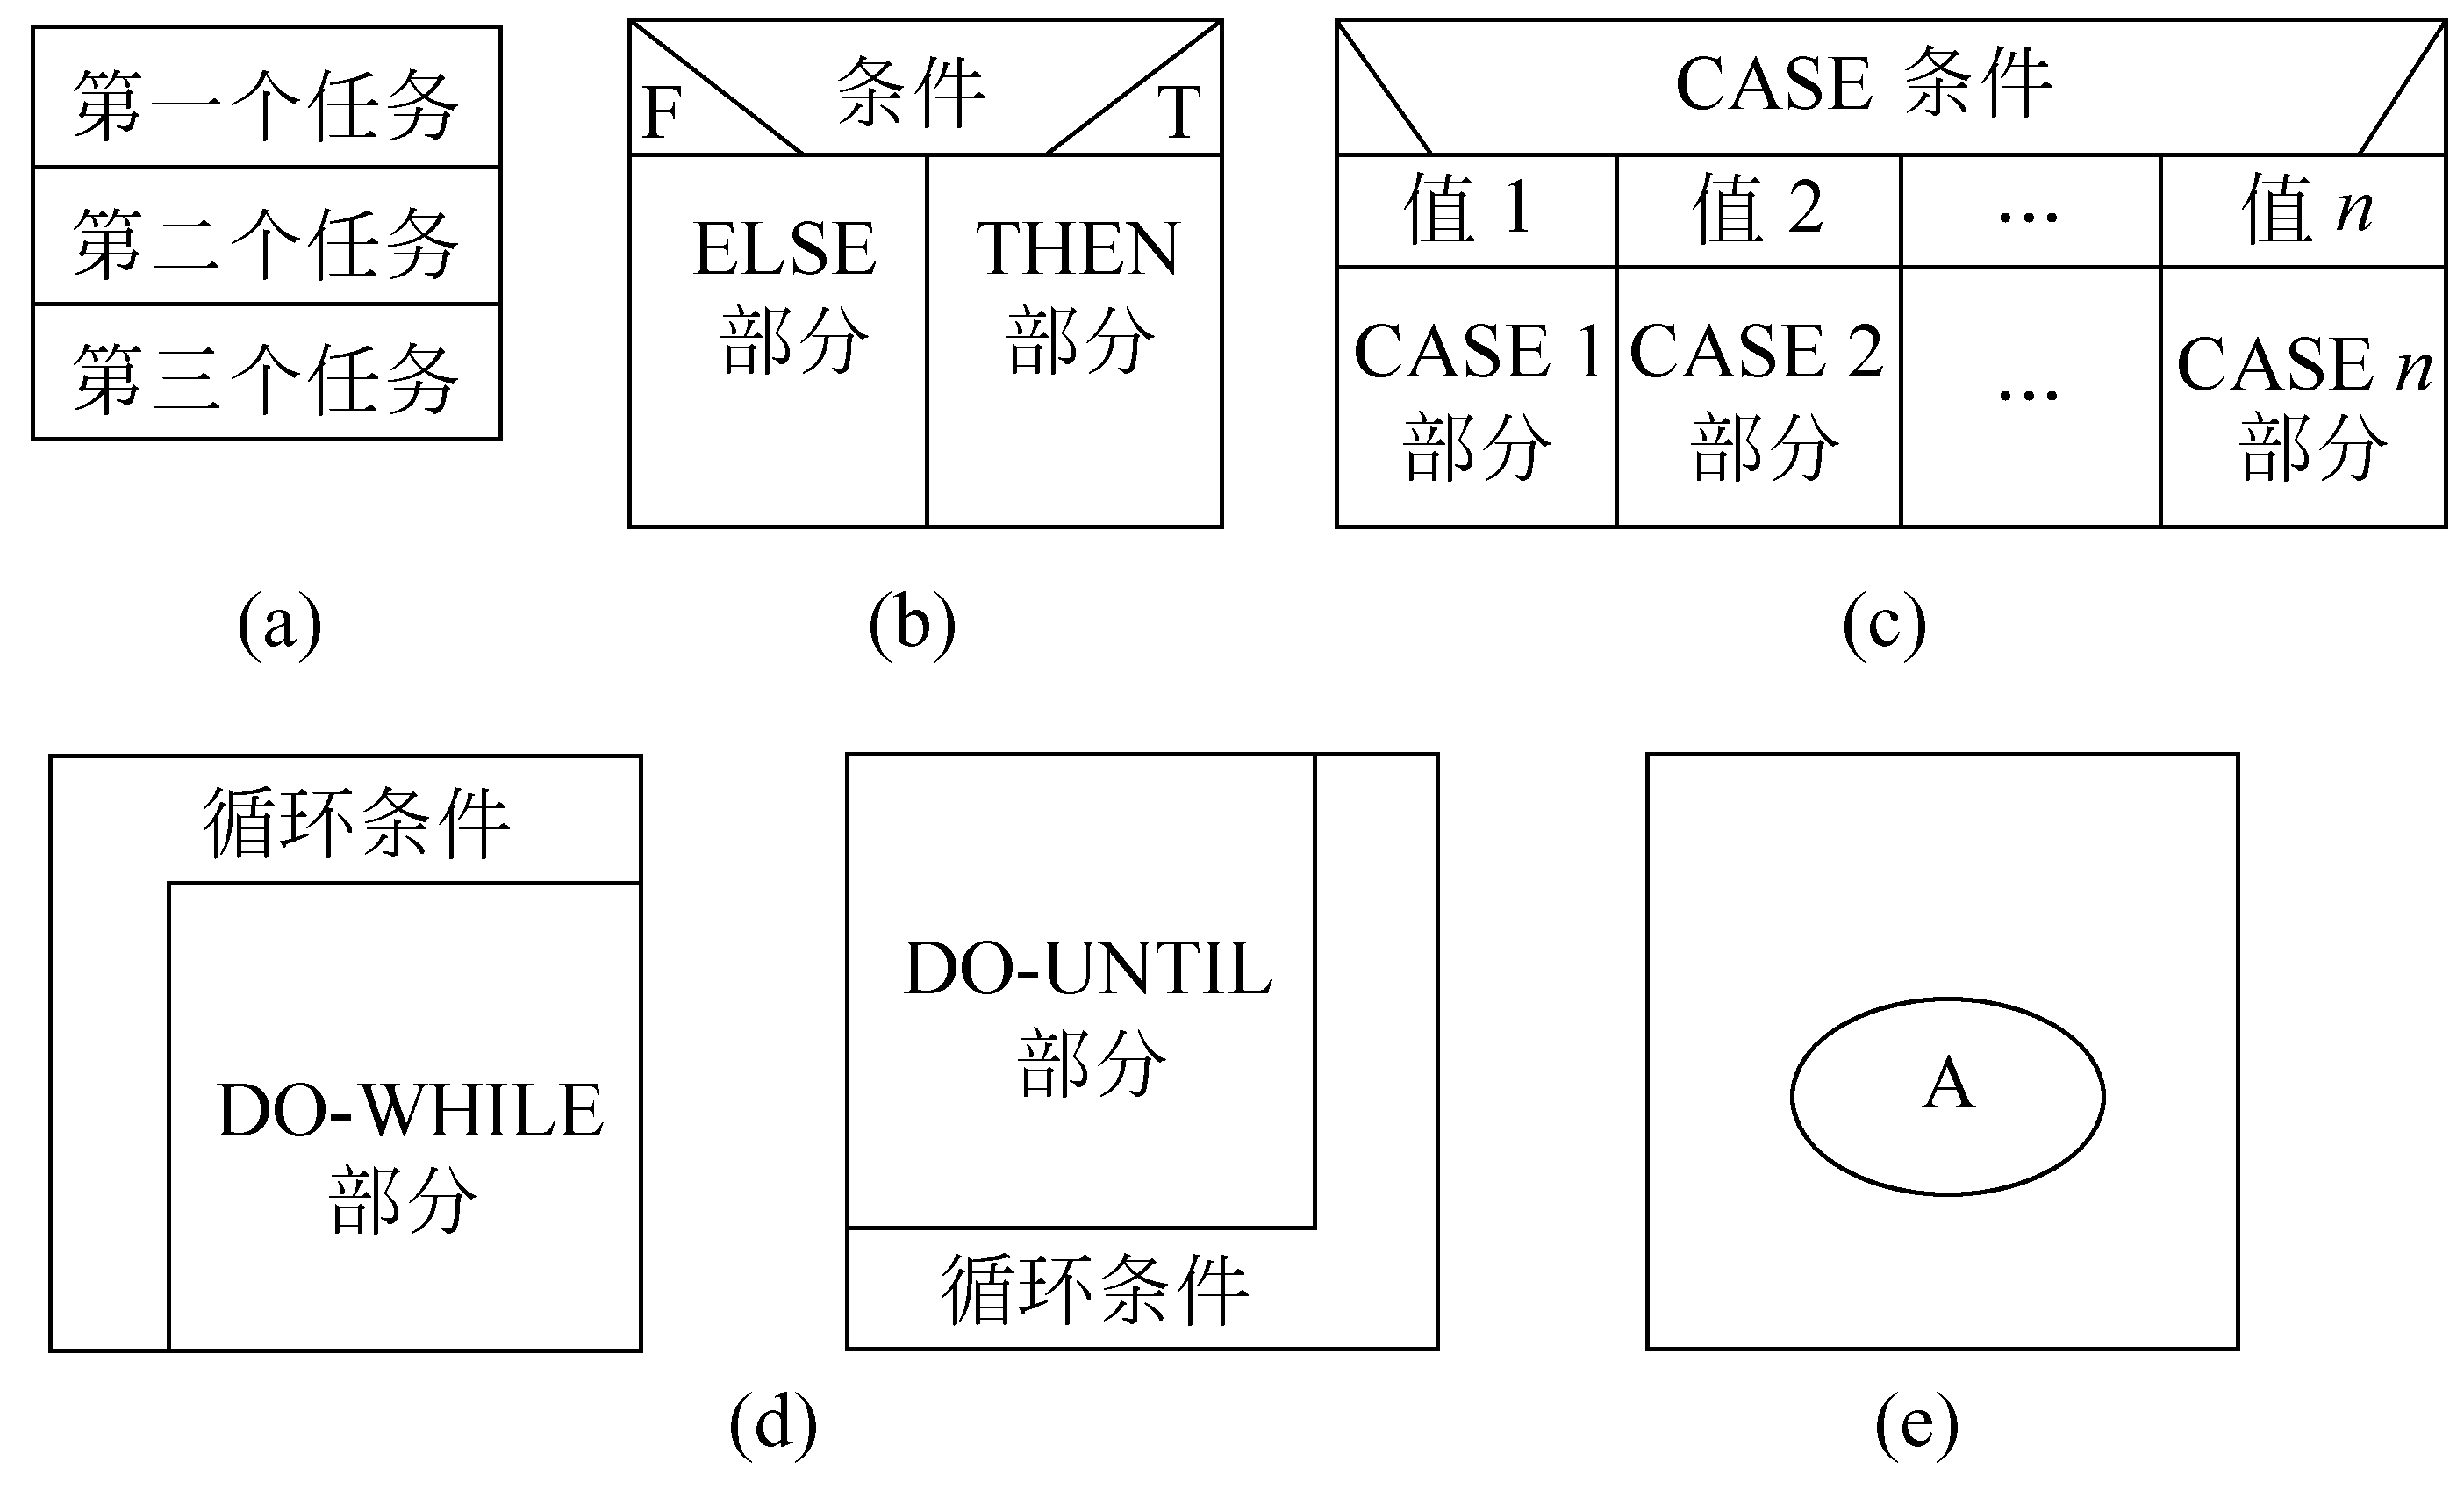 第一个任务
第二个任务
第三个任务
(a)
条件
F
T
ELSE
部分
THEN
部分
(b)
CASE 条件
值 1
值 2
…
值 n
CASE 1
部分
CASE 2
部分
…
CASE n
部分
(c)
循环条件
DO-WHILE
部分
DO-UNTIL
部分
循环条件
(d)
A
(e)